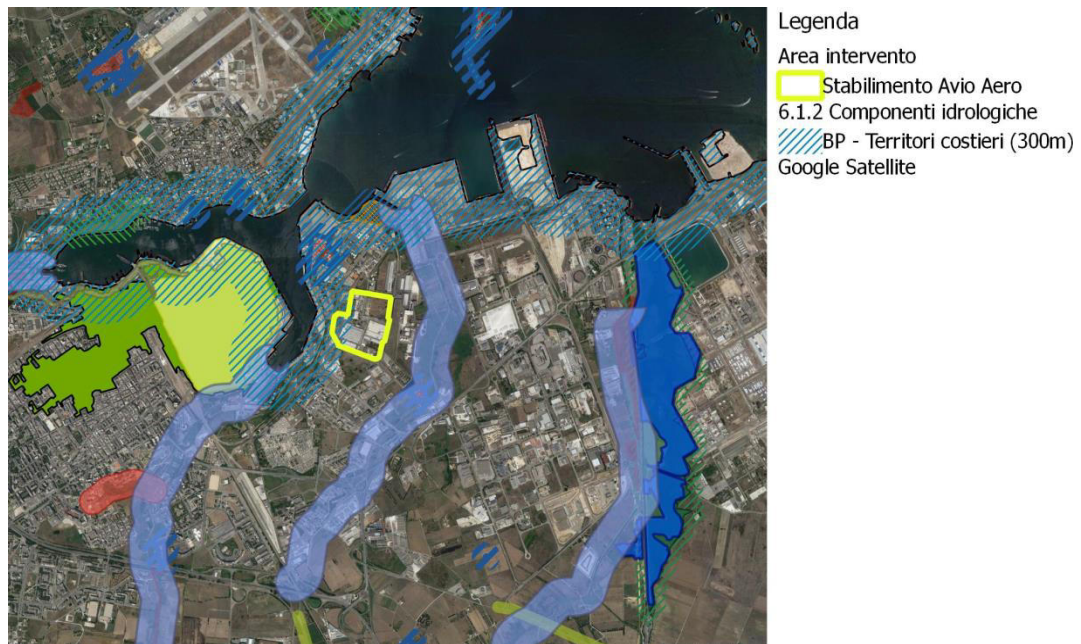 Legenda
Area intervento
Stabilimento Avio Aero
6.1.2 Componenti idrologiche
BP - Territori costieri (300m)
Google Satellite